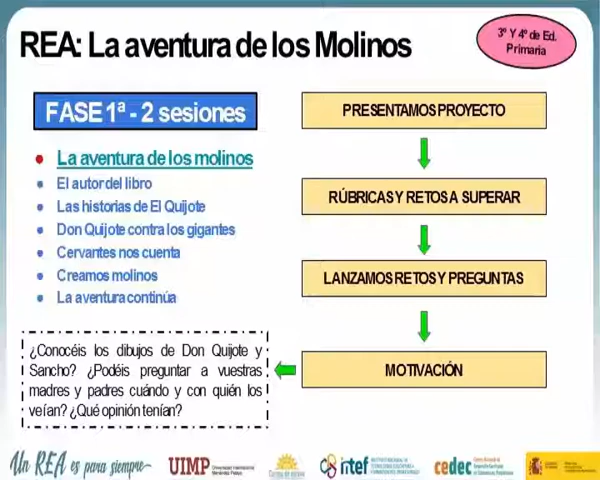 REA: La aventura de los Molinos
3º Y 4º de Ed.
Primaria
FASE 1ª - 2 sesiones
La aventura de los molinos
El autor del libro
Las historias de El Quijote
Don Quijote contra los gigantes
Cervantes nos cuenta
Creamos molinos
La aventura continúa
PRESENTAMOS PROYECTO
RÚBRICAS Y RETOS A SUPERAR
LANZAMOS RETOS Y PREGUNTAS
MOTIVACIÓN
¿Conocéis los dibujos de Don Quijote y
Sancho? ¿Podéis preguntar a vuestras
madres y padres cuándo y con quién los
veían? ¿Qué opinión tenían?
Un REA es para siempre
UIMP
intef
cedec